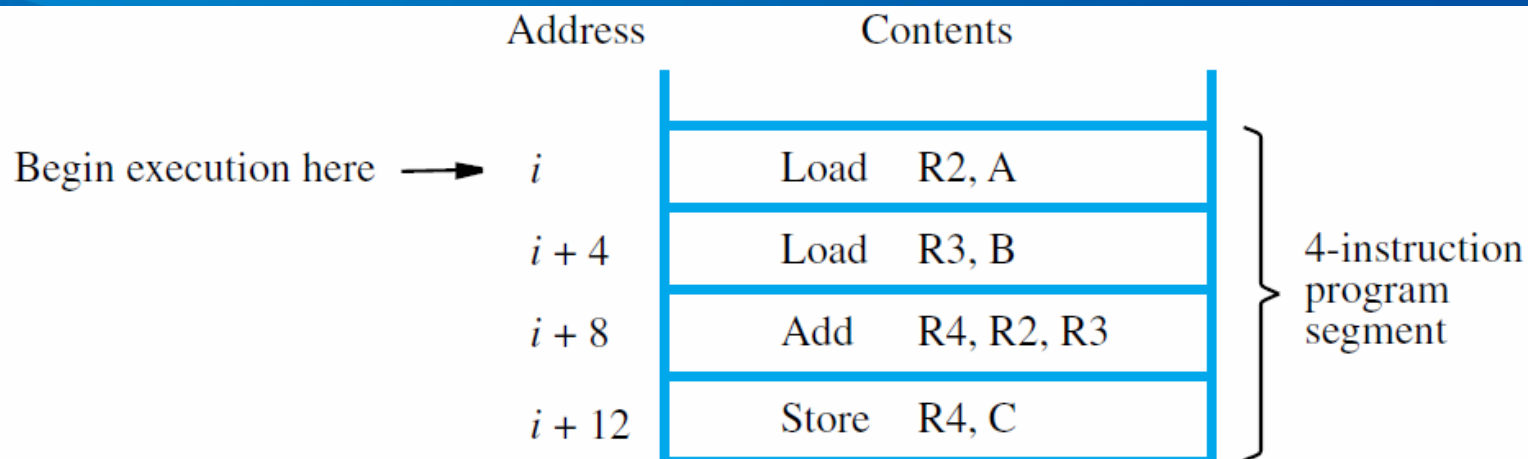 Address Contents
Begin execution here i Load R2, A
i + 4 Load R3, B
i + 8 Add R4, R2, R3
i + 12 Store R4, C
4-instruction
program
segment